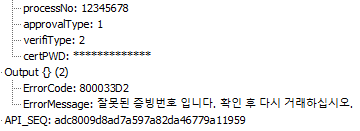 processNo: 12345678
approvalType: 1
verifiType: 2
certPWD: *************
Output {} (2)
ErrorCode: 800033D2
ErrorMessage: 잘못된 증빙번호 입니다. 확인 후 다시 거래하십시오.
API_SEQ: adc8009d8ad7a597a82da46779a11959